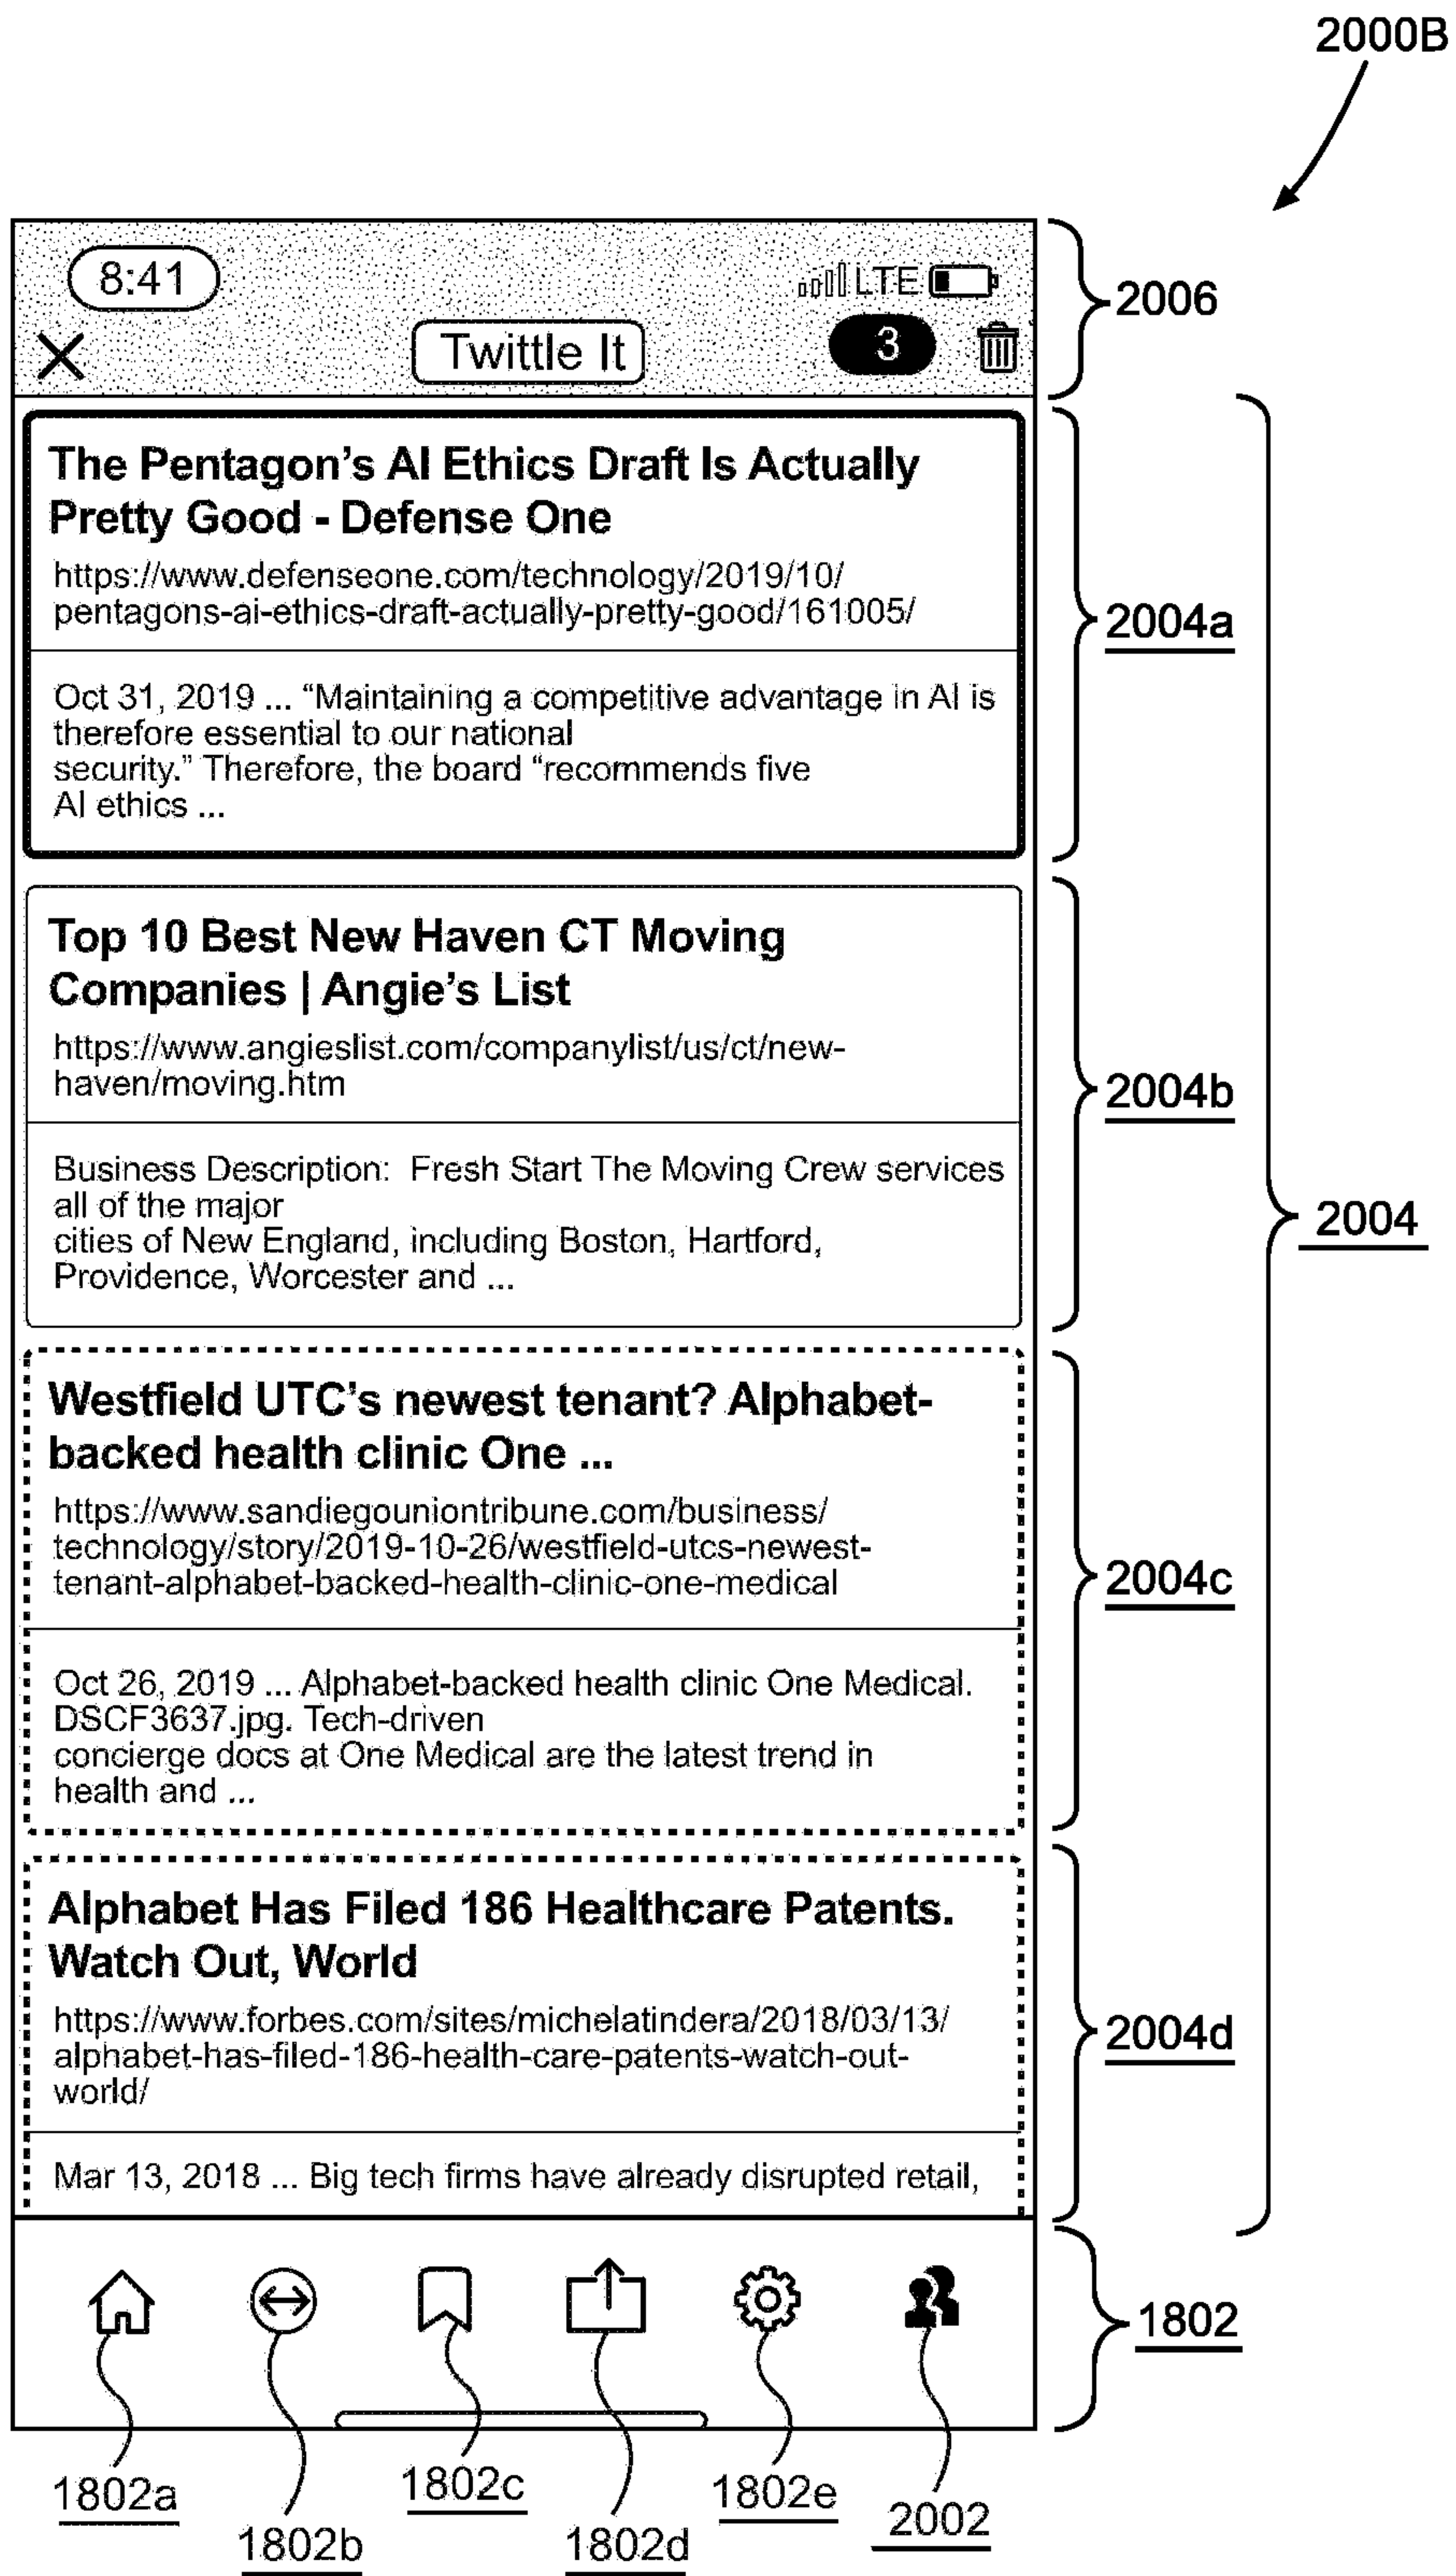 2000B
8:41
LTE
2006
Twittle It
3
The Pentagon’s AI Ethics Draft Is Actually
Pretty Good - Defense One
https://www.defenseone.com/technology/2019/10/
pentagons-ai-ethics-draft-actually-pretty-good/161005/
2004a
Oct 31, 2019 ... “Maintaining a competitive advantage in AI is
therefore essential to our national
security.” Therefore, the board “recommends five
AI ethics ...
Top 10 Best New Haven CT Moving
Companies | Angie’s List
https://www.angieslist.com/companylist/us/ct/new-
haven/moving.htm
2004b
Business Description: Fresh Start The Moving Crew services
all of the major
cities of New England, including Boston, Hartford,
Providence, Worcester and ...
2004
Westfield UTC’s newest tenant? Alphabet-
backed health clinic One ...
https://www.sandiegouniontribune.com/business/
technology/story/2019-10-26/westfield-utcs-newest-
tenant-alphabet-backed-health-clinic-one-medical
2004c
Oct 26, 2019 ... Alphabet-backed health clinic One Medical.
DSCF3637.jpg. Tech-driven
concierge docs at One Medical are the latest trend in
health and ...
Alphabet Has Filed 186 Healthcare Patents.
Watch Out, World
https://www.forbes.com/sites/michelatindera/2018/03/13/
alphabet-has-filed-186-health-care-patents-watch-out-
world/
2004d
Mar 13, 2018 ... Big tech firms have already disrupted retail,
1802
1802a
1802b
1802c
1802d
1802e
2002